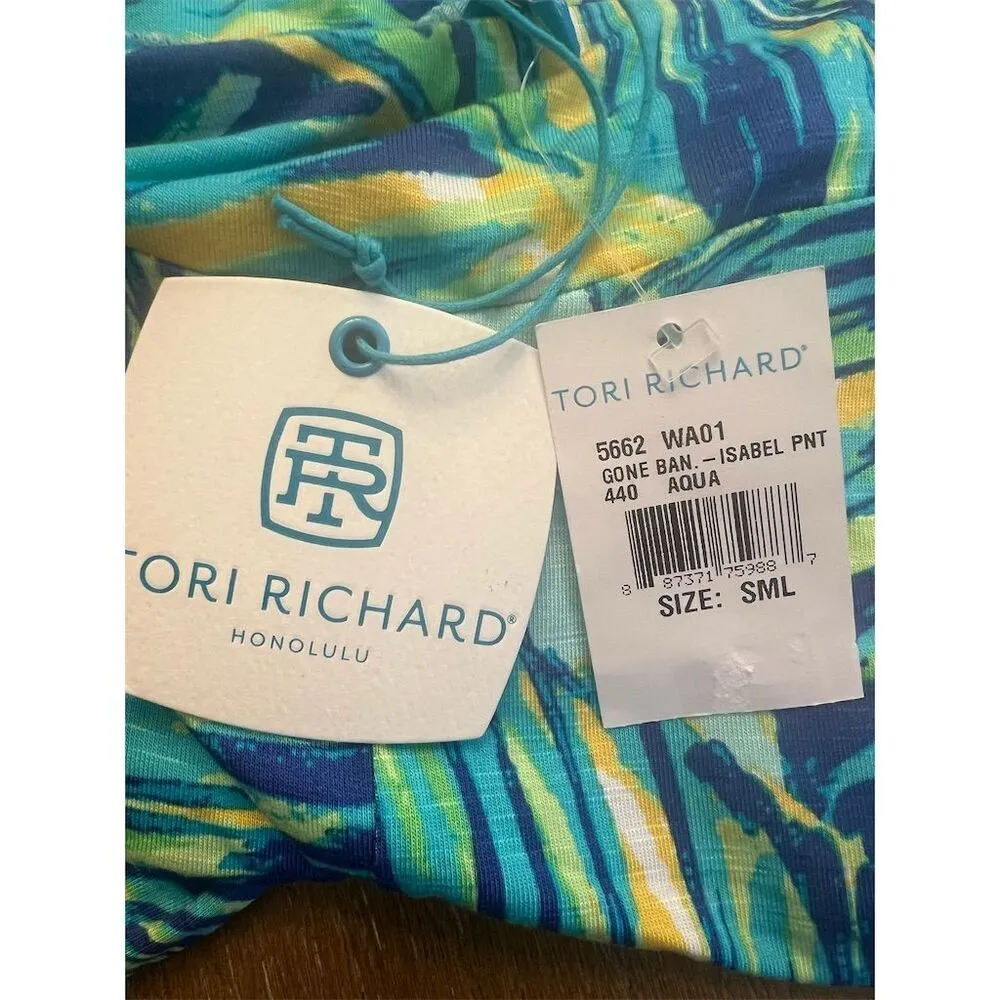 TR
TORI RICHARD®
HONOLULU
TORI RICHARD®
5662 WA01
GONE BAN.-ISABEL PNT
440 AQUA
8 87371 75988 7
SIZE: SML